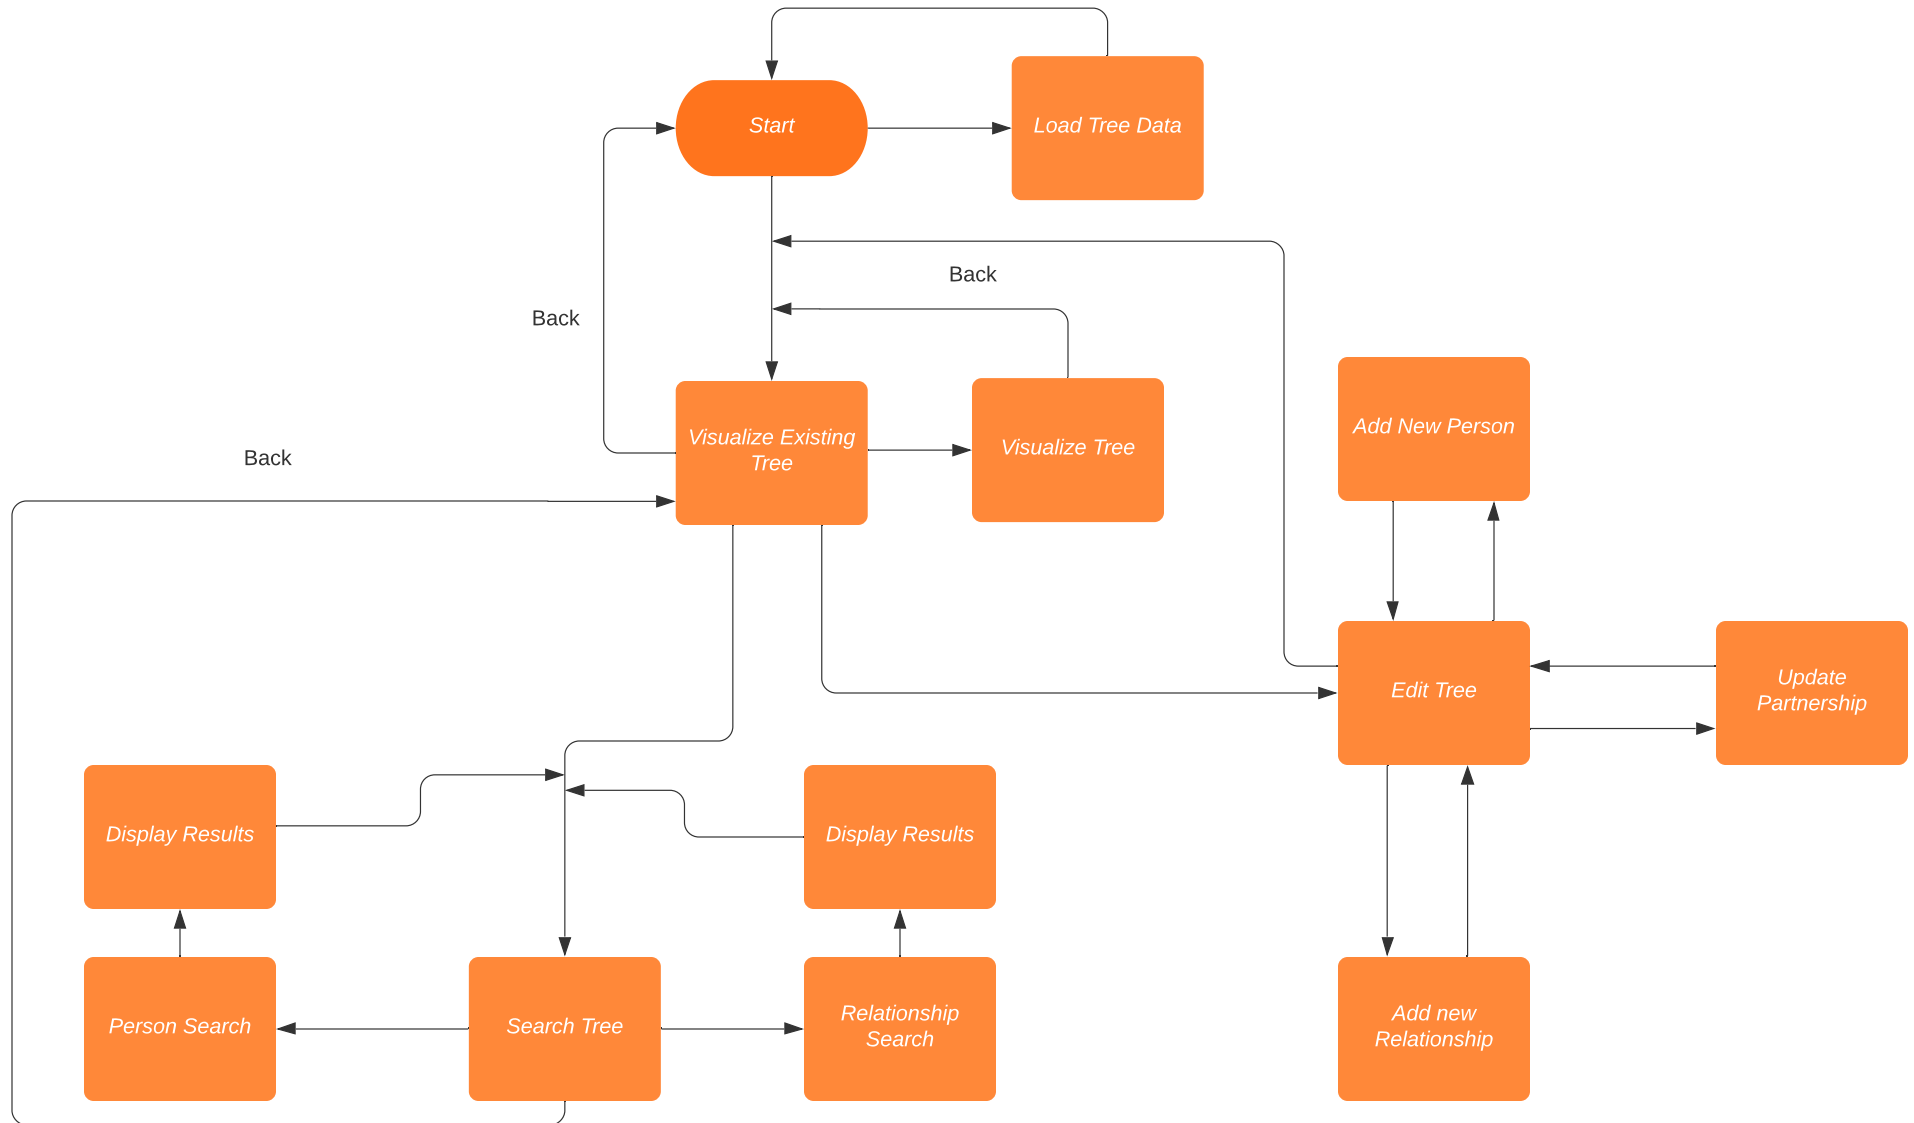 Start
Load Tree Data
Back
Back
Visualize Existing
Tree
Visualize Tree
Add New Person
Back
Edit Tree
Update
Partnership
Display Results
Display Results
Person Search
Search Tree
Relationship
Search
Add new
Relationship